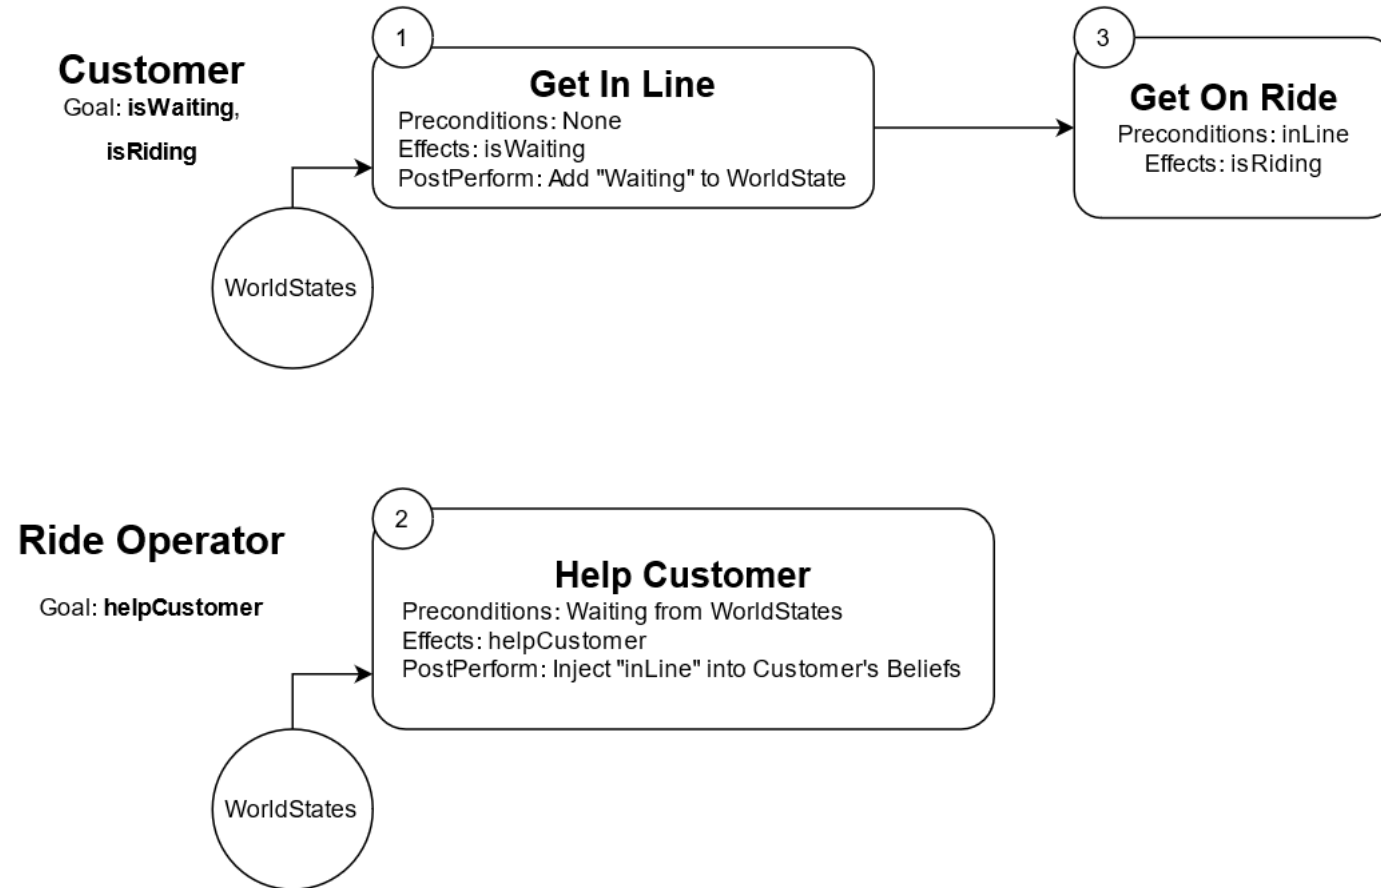 Customer
Goal: isWaiting,
isRiding
WorldStates
1
Get In Line
Preconditions: None
Effects: isWaiting
PostPerform: Add "Waiting" to WorldState
3
Get On Ride
Preconditions: inLine
Effects: isRiding
Ride Operator
Goal: helpCustomer
WorldStates
2
Help Customer
Preconditions: Waiting from WorldStates
Effects: helpCustomer
PostPerform: Inject "inLine" into Customer's Beliefs